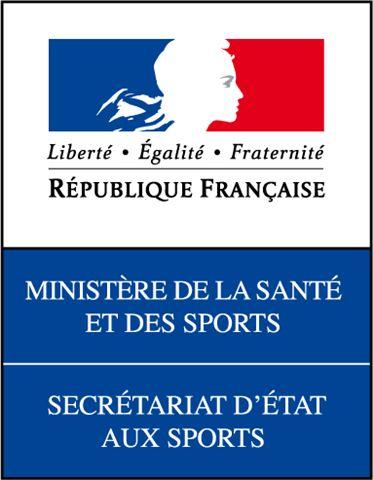 Liberté • Égalité • Fraternité
RÉPUBLIQUE FRANÇAISE
MINISTÈRE DE LA SANTÉ
ET DES SPORTS
SECRÉTARIAT D'ÉTAT
AUX SPORTS